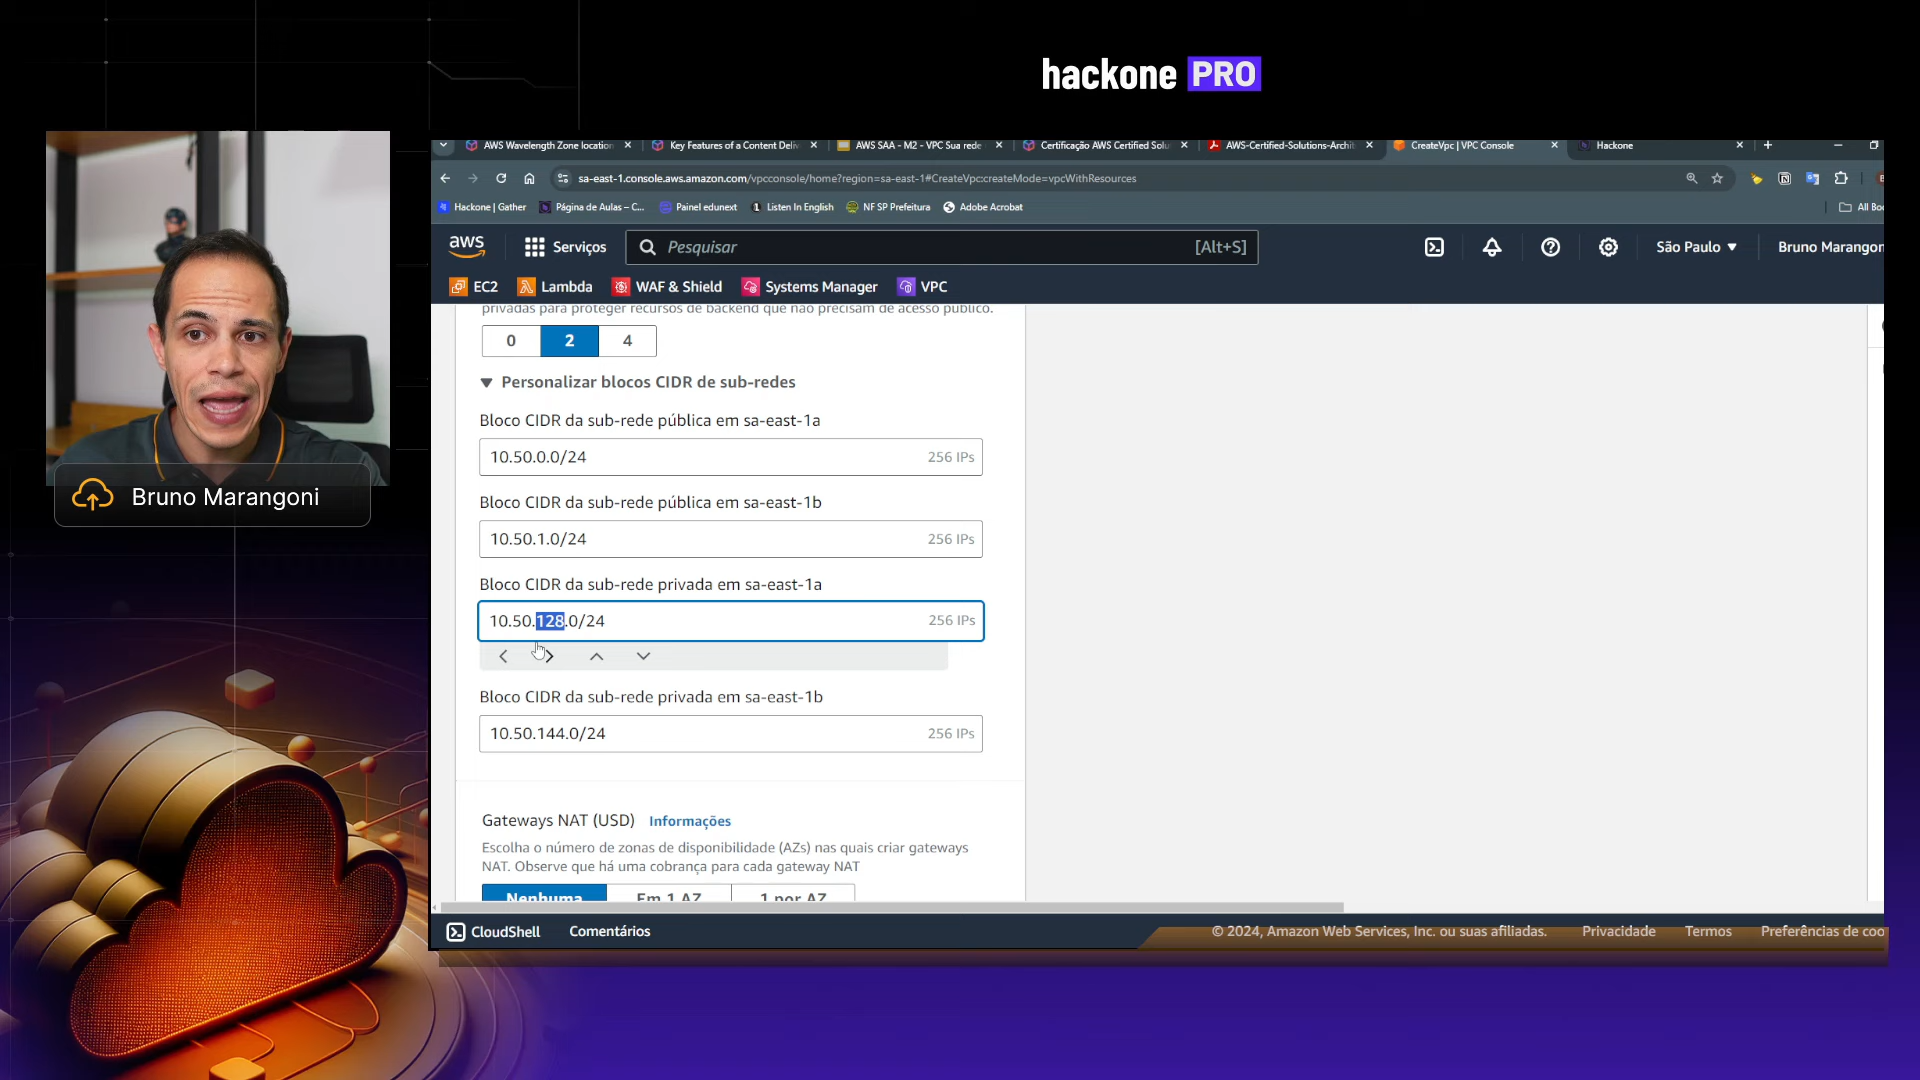 hackone PRO
Bruno Marangoni
AWS Wavelength Zone location
Key Features of a Content Deliv
AWS SAA - M2 - VPC Sua rede
Certificação AWS Certified Solu
AWS-Certified-Solutions-Archit
CreateVpc | VPC Console
Hackone
sa-east-1.console.aws.amazon.com/vpcconsole/home?region=sa-east-1#CreateVpc:createMode=vpcWithResources
Hackone | Gather
Página de Aulas – C...
Painel edunext
Listen In English
NF SP Prefeitura
Adobe Acrobat
All Boo
aws
Serviços
Pesquisar
[Alt+S]
São Paulo
Bruno Marangon
EC2
Lambda
WAF & Shield
Systems Manager
VPC
privadas para proteger recursos de backend que não precisam de acesso público.
0 2 4
Personalizar blocos CIDR de sub-redes
Bloco CIDR da sub-rede pública em sa-east-1a
10.50.0.0/24 256 IPs
Bloco CIDR da sub-rede pública em sa-east-1b
10.50.1.0/24 256 IPs
Bloco CIDR da sub-rede privada em sa-east-1a
10.50.128.0/24 256 IPs
Bloco CIDR da sub-rede privada em sa-east-1b
10.50.144.0/24 256 IPs
Gateways NAT (USD) Informações
Escolha o número de zonas de disponibilidade (AZs) nas quais criar gateways
NAT. Observe que há uma cobrança para cada gateway NAT
Nenhuma Em 1 AZ 1 por AZ
CloudShell
Comentários
© 2024, Amazon Web Services, Inc. ou suas afiliadas.
Privacidade
Termos
Preferências de coo